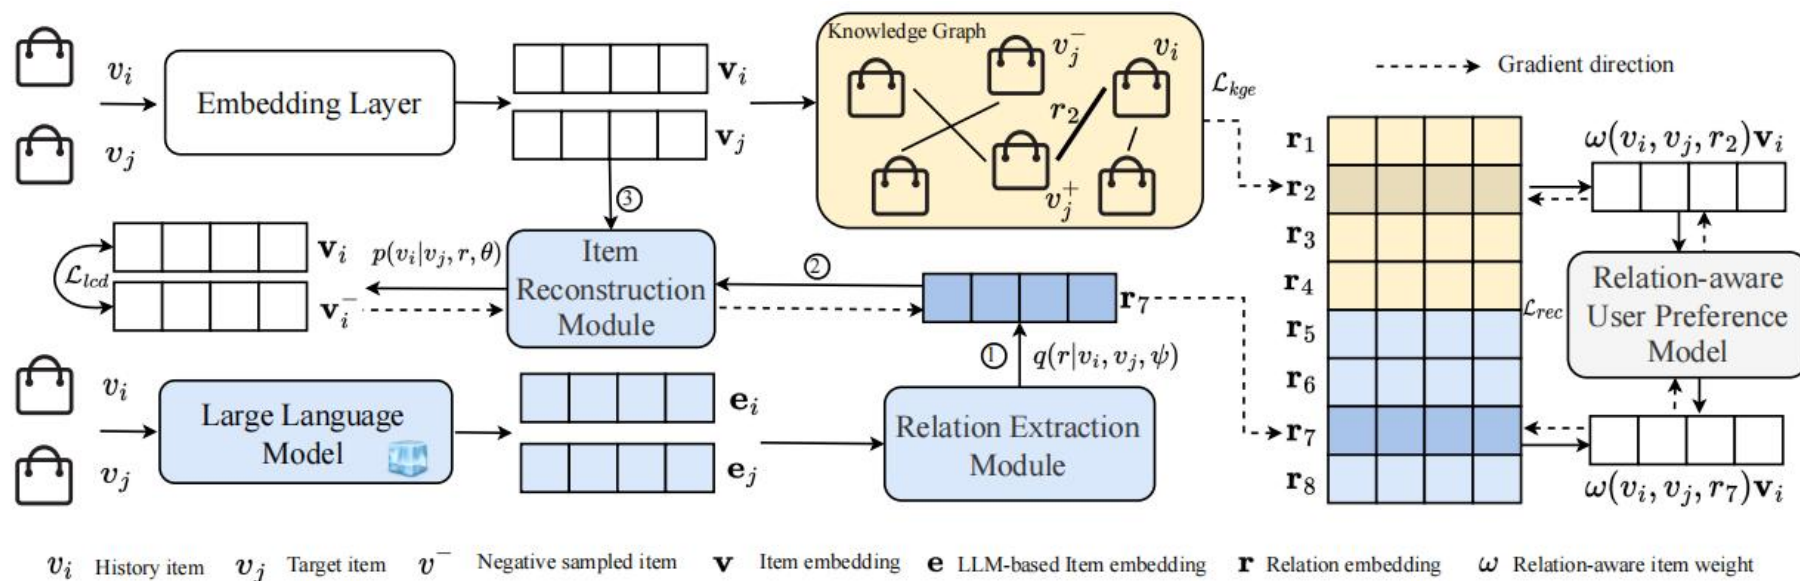 v_i
v_j
Embedding Layer
𝐯_i
𝐯_j
Knowledge Graph
v_j^-
v_i
r_2
v_j^+
ℒ_kge
Gradient direction
③
𝐯_i
𝐯_i^-
ℒ_lcd
p(v_i|v_j, r, θ)
Item
Reconstruction
Module
②
𝐫_7
①
q(r|v_i, v_j, ψ)
v_i
v_j
Large Language
Model
𝐞_i
𝐞_j
Relation Extraction
Module
𝐫_1
𝐫_2
𝐫_3
𝐫_4
𝐫_5
𝐫_6
𝐫_7
𝐫_8
ω(v_i, v_j, r_2)𝐯_i
ℒ_rec
Relation-aware
User Preference
Model
ω(v_i, v_j, r_7)𝐯_i
v_i History item v_j Target item v^- Negative sampled item 𝐯 Item embedding 𝐞 LLM-based Item embedding 𝐫 Relation embedding ω Relation-aware item weight